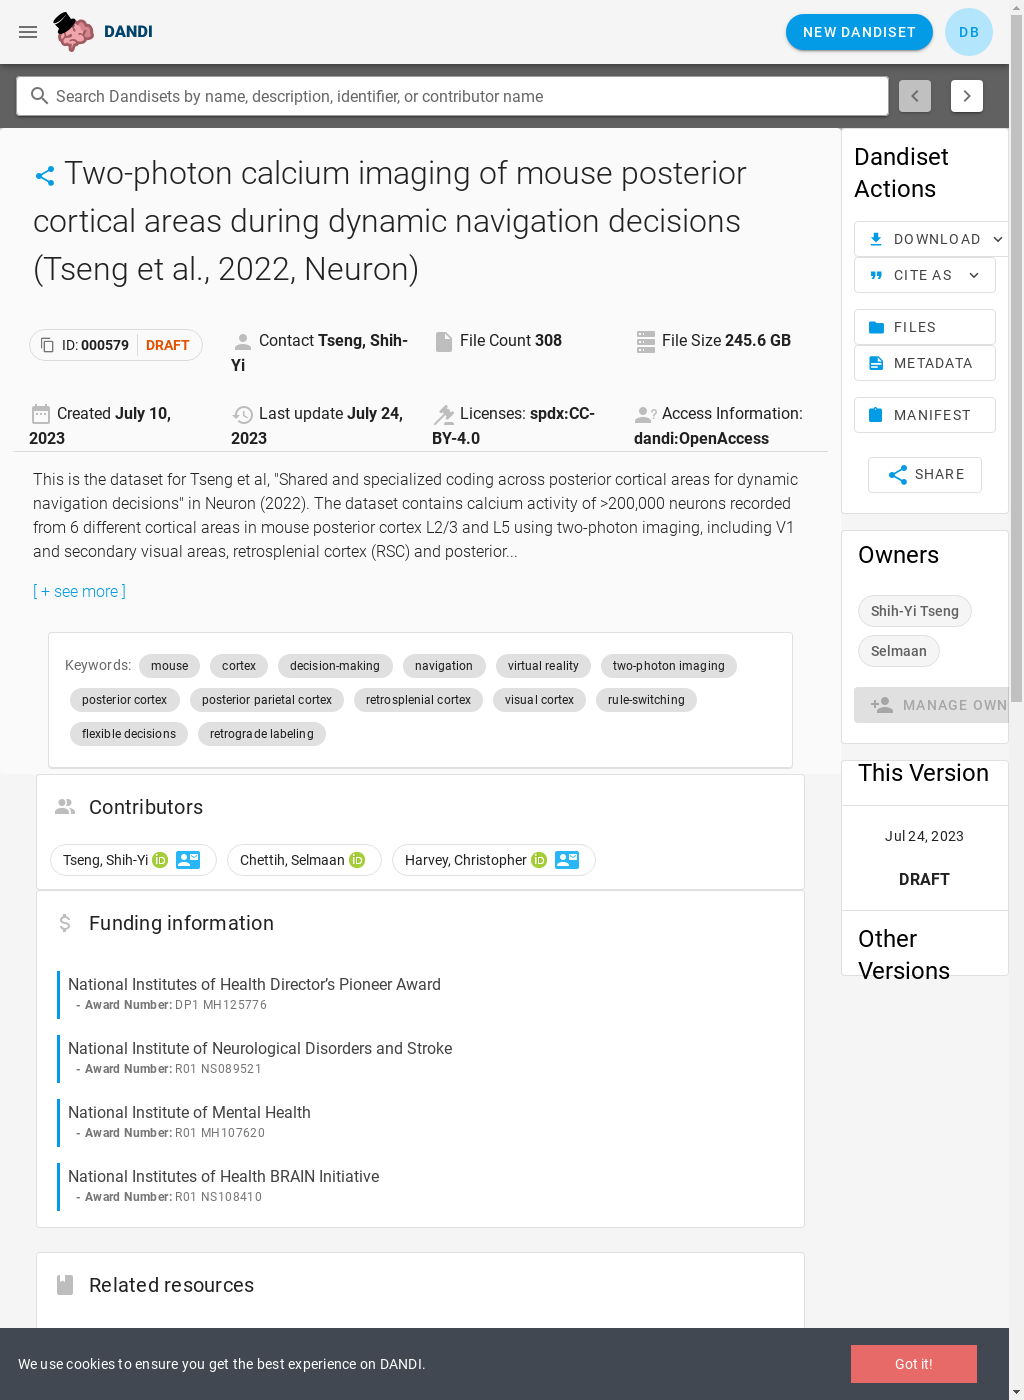 DANDI
NEW DANDISET
DB
Search Dandisets by name, description, identifier, or contributor name
Two-photon calcium imaging of mouse posterior
cortical areas during dynamic navigation decisions
(Tseng et al., 2022, Neuron)
ID: 000579 DRAFT
Contact Tseng, Shih-
Yi
File Count 308
File Size 245.6 GB
Created July 10,
2023
Last update July 24,
2023
Licenses: spdx:CC-
BY-4.0
Access Information:
dandi:OpenAccess
This is the dataset for Tseng et al, "Shared and specialized coding across posterior cortical areas for dynamic
navigation decisions" in Neuron (2022). The dataset contains calcium activity of >200,000 neurons recorded
from 6 different cortical areas in mouse posterior cortex L2/3 and L5 using two-photon imaging, including V1
and secondary visual areas, retrosplenial cortex (RSC) and posterior...
[ + see more ]
Keywords: mouse cortex decision-making navigation virtual reality two-photon imaging
posterior cortex posterior parietal cortex retrosplenial cortex visual cortex rule-switching
flexible decisions retrograde labeling
Contributors
Tseng, Shih-Yi iD Chettih, Selmaan iD Harvey, Christopher iD
Funding information
National Institutes of Health Director’s Pioneer Award
- Award Number: DP1 MH125776
National Institute of Neurological Disorders and Stroke
- Award Number: R01 NS089521
National Institute of Mental Health
- Award Number: R01 MH107620
National Institutes of Health BRAIN Initiative
- Award Number: R01 NS108410
Related resources
Dandiset
Actions
DOWNLOAD
CITE AS
FILES
METADATA
MANIFEST
SHARE
Owners
Shih-Yi Tseng
Selmaan
MANAGE OWN
This Version
Jul 24, 2023
DRAFT
Other
Versions
We use cookies to ensure you get the best experience on DANDI.
Got it!